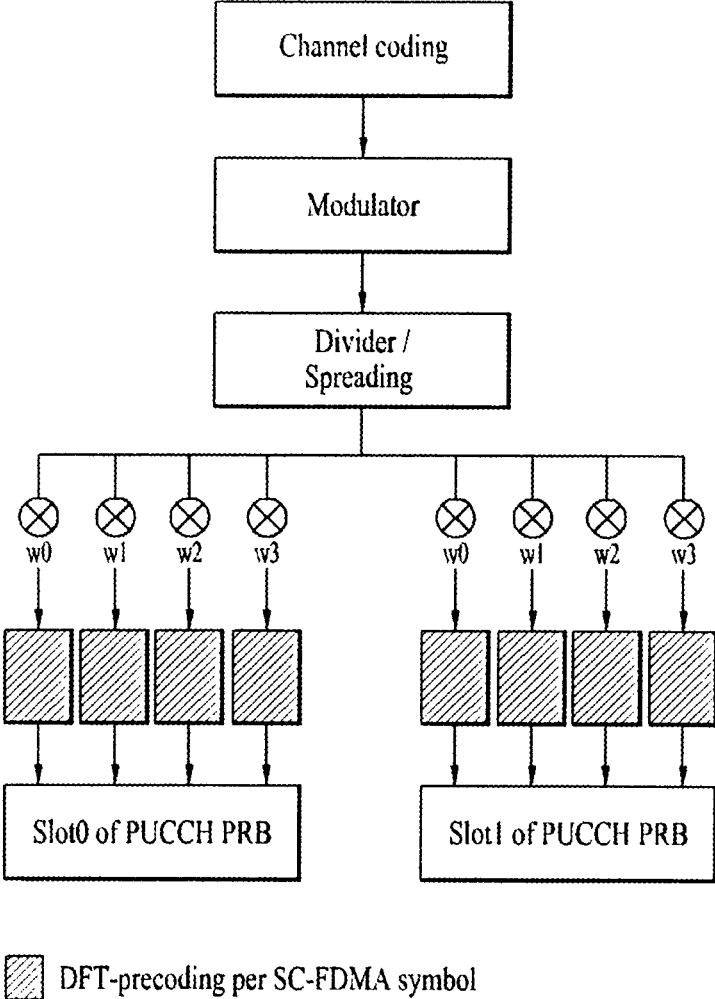 Channel coding
Modulator
Divider /
Spreading
w0 w1 w2 w3 w0 w1 w2 w3
Slot0 of PUCCH PRB Slot1 of PUCCH PRB
DFT-precoding per SC-FDMA symbol